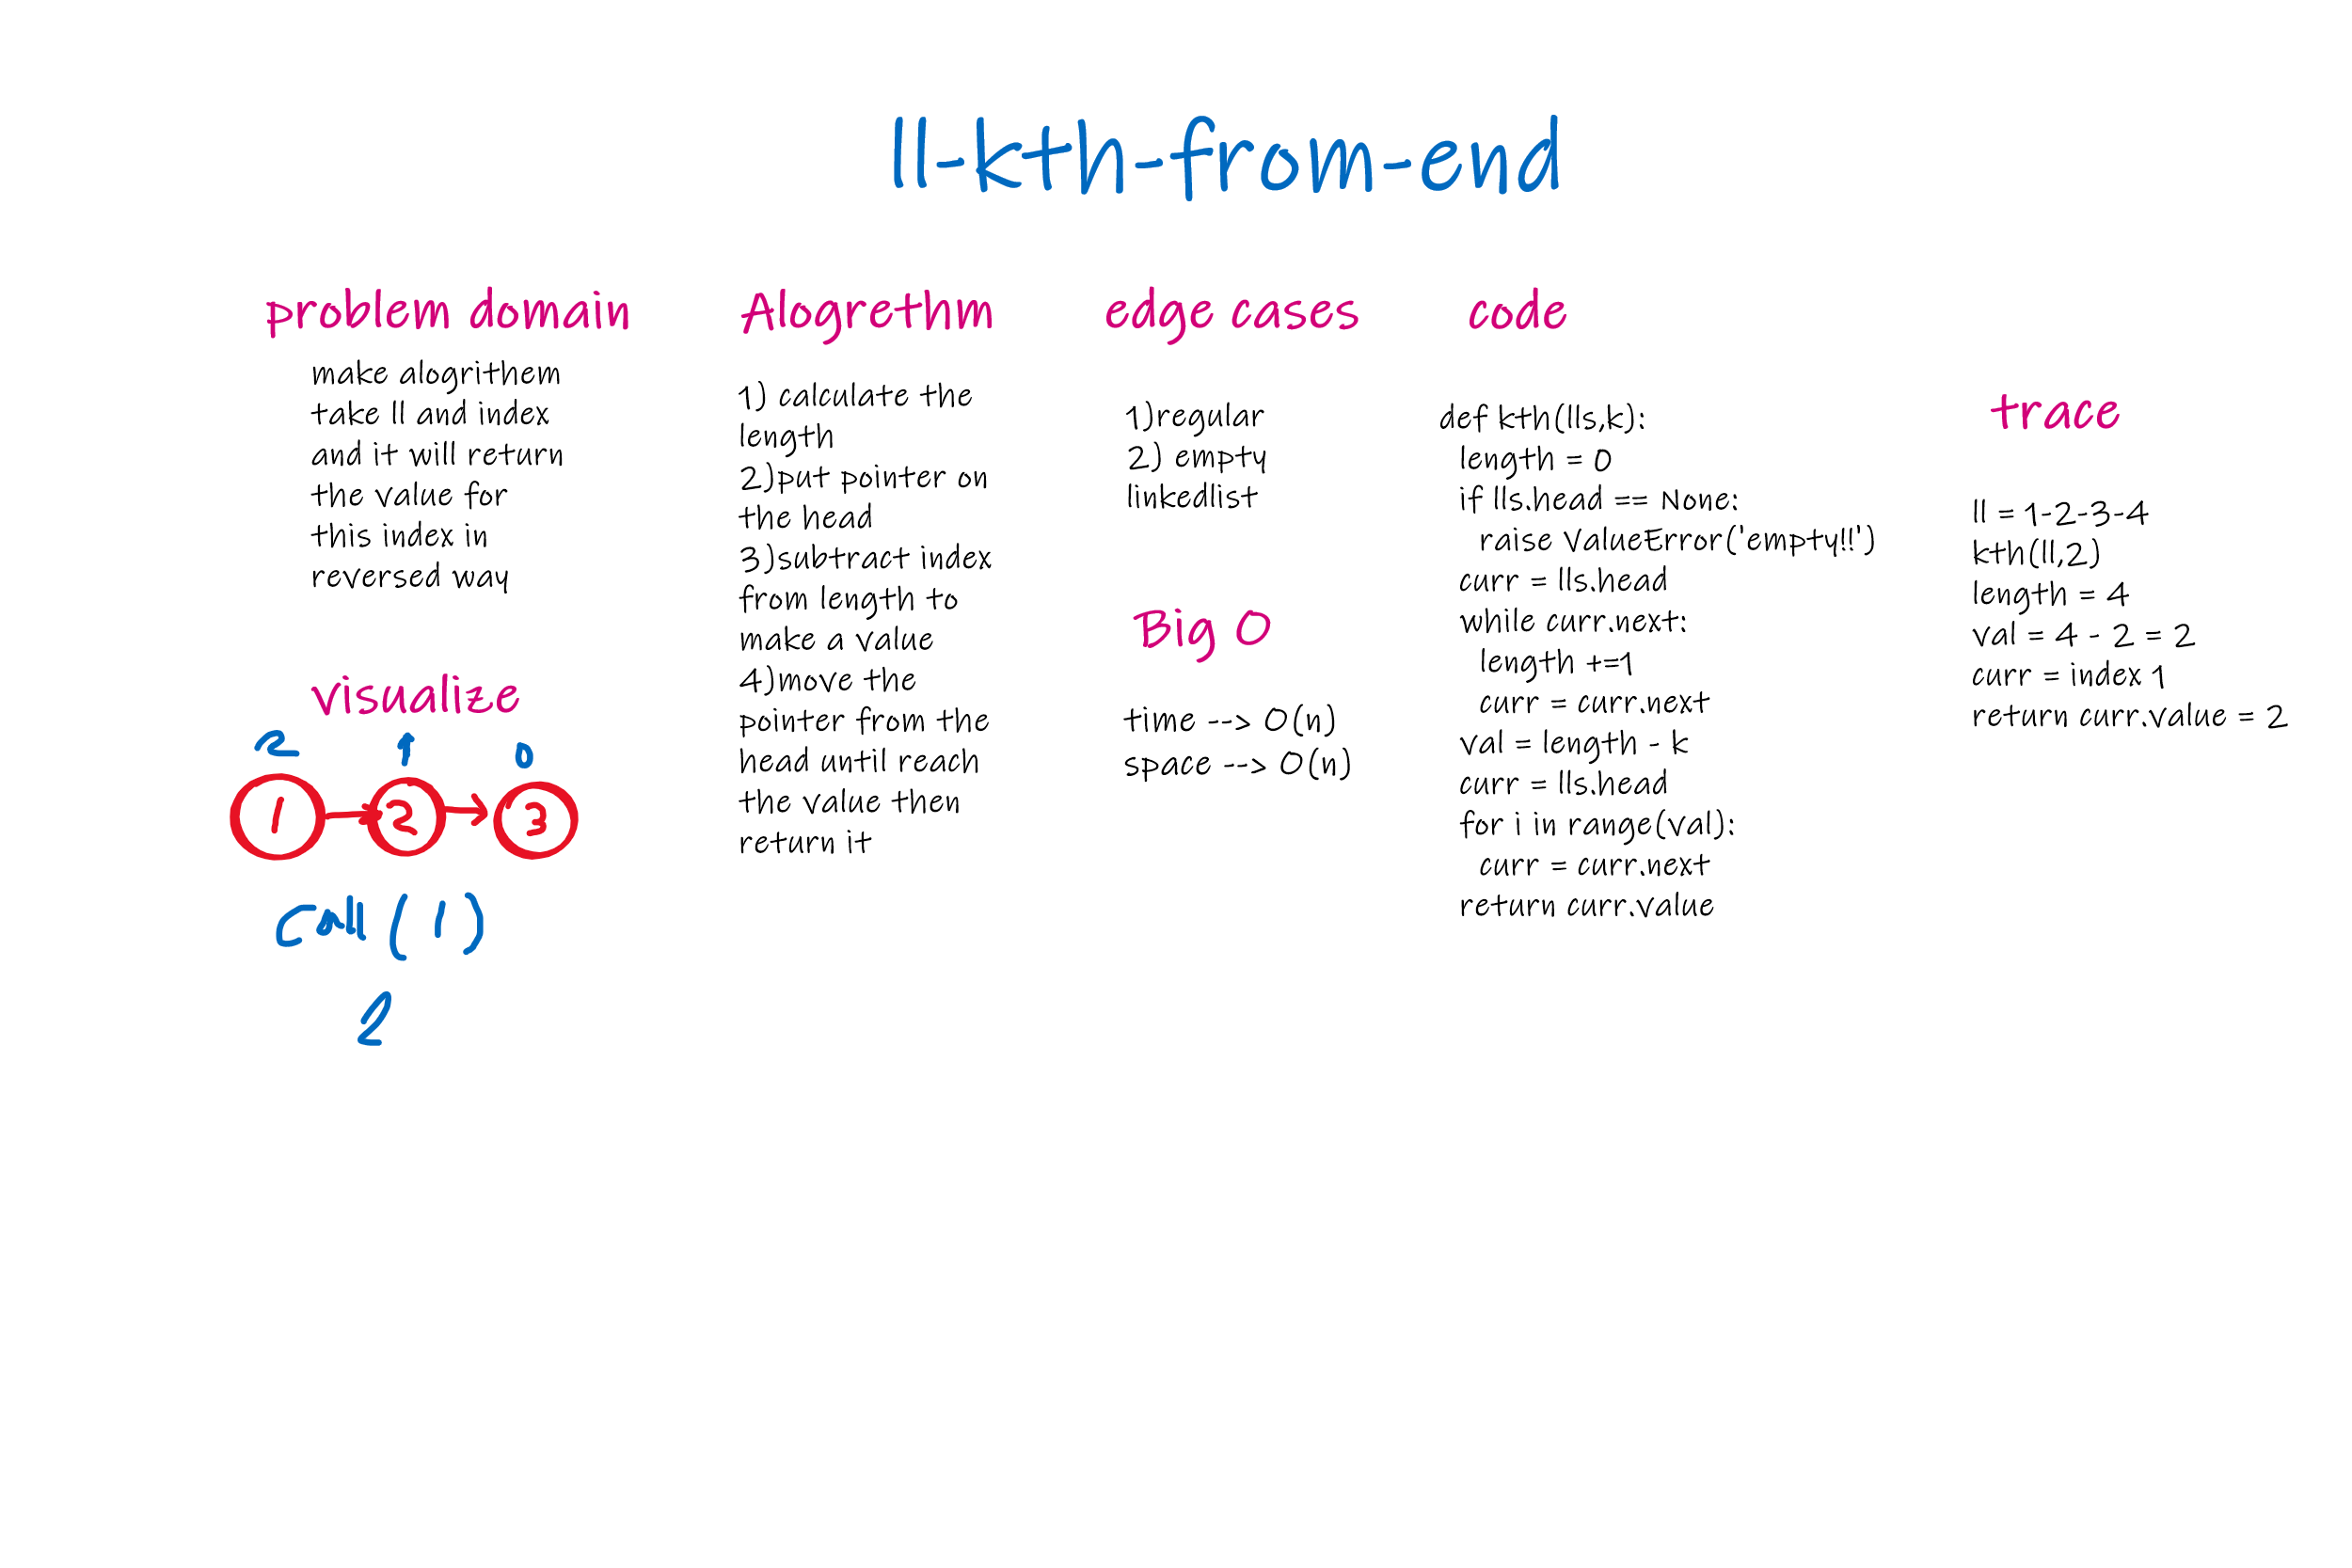 ll-kth-from-end
problem domain
make alogrithem
take ll and index
and it will return
the value for
this index in
reversed way
visualize
2 1 0
1 2 3
call (1)
2
Alogrethm
1) calculate the
length
2)put pointer on
the head
3)subtract index
from length to
make a value
4)move the
pointer from the
head until reach
the value then
return it
edge cases
1)regular
2) empty
linkedlist
Big O
time --> O(n)
space --> O(n)
code
def kth(lls,k):
length = 0
if lls.head == None:
raise ValueError('empty!!')
curr = lls.head
while curr.next:
length +=1
curr = curr.next
val = length - k
curr = lls.head
for i in range(val):
curr = curr.next
return curr.value
trace
ll = 1-2-3-4
kth(ll,2)
length = 4
val = 4 - 2 = 2
curr = index 1
return curr.value = 2